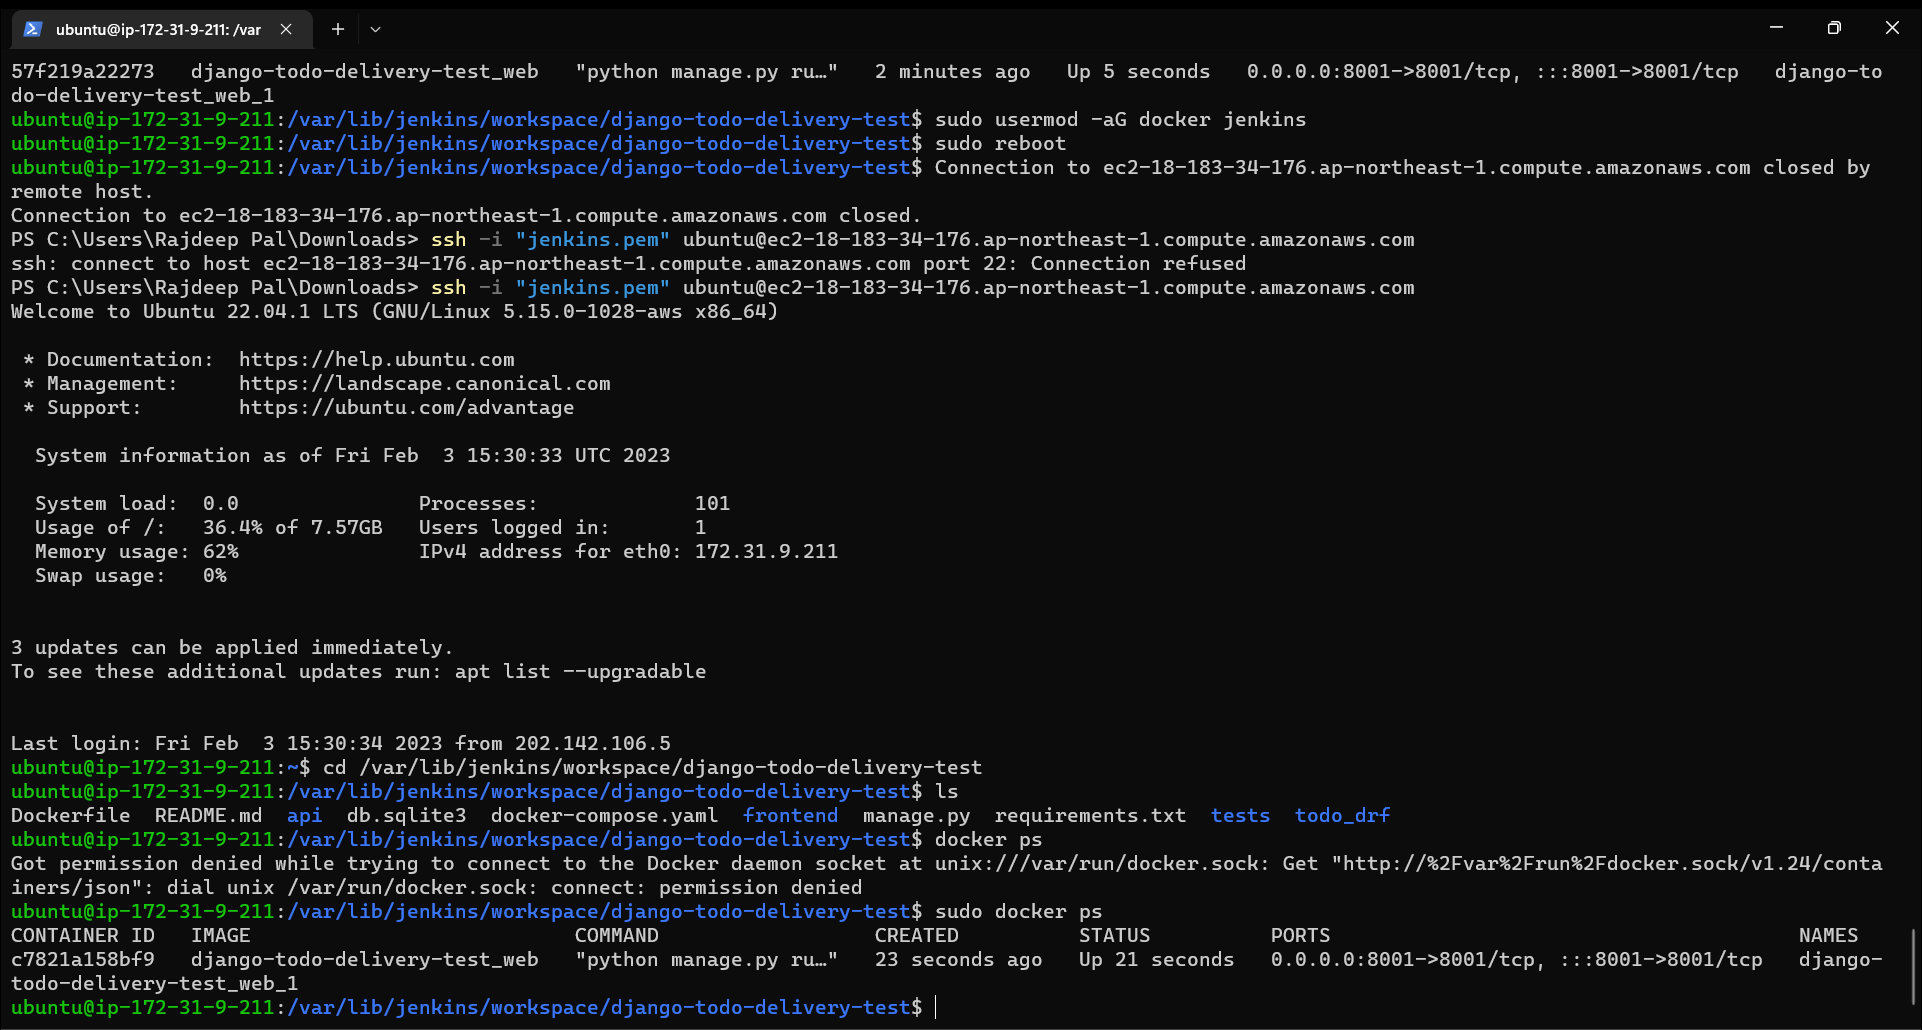 ubuntu@ip-172-31-9-211: /var
57f219a22273   django-todo-delivery-test_web   "python manage.py ru…"   2 minutes ago   Up 5 seconds   0.0.0.0:8001->8001/tcp, :::8001->8001/tcp   django-to
do-delivery-test_web_1
ubuntu@ip-172-31-9-211:/var/lib/jenkins/workspace/django-todo-delivery-test$ sudo usermod -aG docker jenkins
ubuntu@ip-172-31-9-211:/var/lib/jenkins/workspace/django-todo-delivery-test$ sudo reboot
ubuntu@ip-172-31-9-211:/var/lib/jenkins/workspace/django-todo-delivery-test$ Connection to ec2-18-183-34-176.ap-northeast-1.compute.amazonaws.com closed by
remote host.
Connection to ec2-18-183-34-176.ap-northeast-1.compute.amazonaws.com closed.
PS C:\Users\Rajdeep Pal\Downloads> ssh -i "jenkins.pem" ubuntu@ec2-18-183-34-176.ap-northeast-1.compute.amazonaws.com
ssh: connect to host ec2-18-183-34-176.ap-northeast-1.compute.amazonaws.com port 22: Connection refused
PS C:\Users\Rajdeep Pal\Downloads> ssh -i "jenkins.pem" ubuntu@ec2-18-183-34-176.ap-northeast-1.compute.amazonaws.com
Welcome to Ubuntu 22.04.1 LTS (GNU/Linux 5.15.0-1028-aws x86_64)
 * Documentation:  https://help.ubuntu.com
 * Management:     https://landscape.canonical.com
 * Support:        https://ubuntu.com/advantage
  System information as of Fri Feb  3 15:30:33 UTC 2023
  System load:  0.0               Processes:             101
  Usage of /:   36.4% of 7.57GB   Users logged in:       1
  Memory usage: 62%               IPv4 address for eth0: 172.31.9.211
  Swap usage:   0%
3 updates can be applied immediately.
To see these additional updates run: apt list --upgradable
Last login: Fri Feb  3 15:30:34 2023 from 202.142.106.5
ubuntu@ip-172-31-9-211:~$ cd /var/lib/jenkins/workspace/django-todo-delivery-test
ubuntu@ip-172-31-9-211:/var/lib/jenkins/workspace/django-todo-delivery-test$ ls
Dockerfile  README.md  api  db.sqlite3  docker-compose.yaml  frontend  manage.py  requirements.txt  tests  todo_drf
ubuntu@ip-172-31-9-211:/var/lib/jenkins/workspace/django-todo-delivery-test$ docker ps
Got permission denied while trying to connect to the Docker daemon socket at unix:///var/run/docker.sock: Get "http://%2Fvar%2Frun%2Fdocker.sock/v1.24/conta
iners/json": dial unix /var/run/docker.sock: connect: permission denied
ubuntu@ip-172-31-9-211:/var/lib/jenkins/workspace/django-todo-delivery-test$ sudo docker ps
CONTAINER ID   IMAGE                           COMMAND                  CREATED          STATUS          PORTS                                       NAMES
c7821a158bf9   django-todo-delivery-test_web   "python manage.py ru…"   23 seconds ago   Up 21 seconds   0.0.0.0:8001->8001/tcp, :::8001->8001/tcp   django-
todo-delivery-test_web_1
ubuntu@ip-172-31-9-211:/var/lib/jenkins/workspace/django-todo-delivery-test$